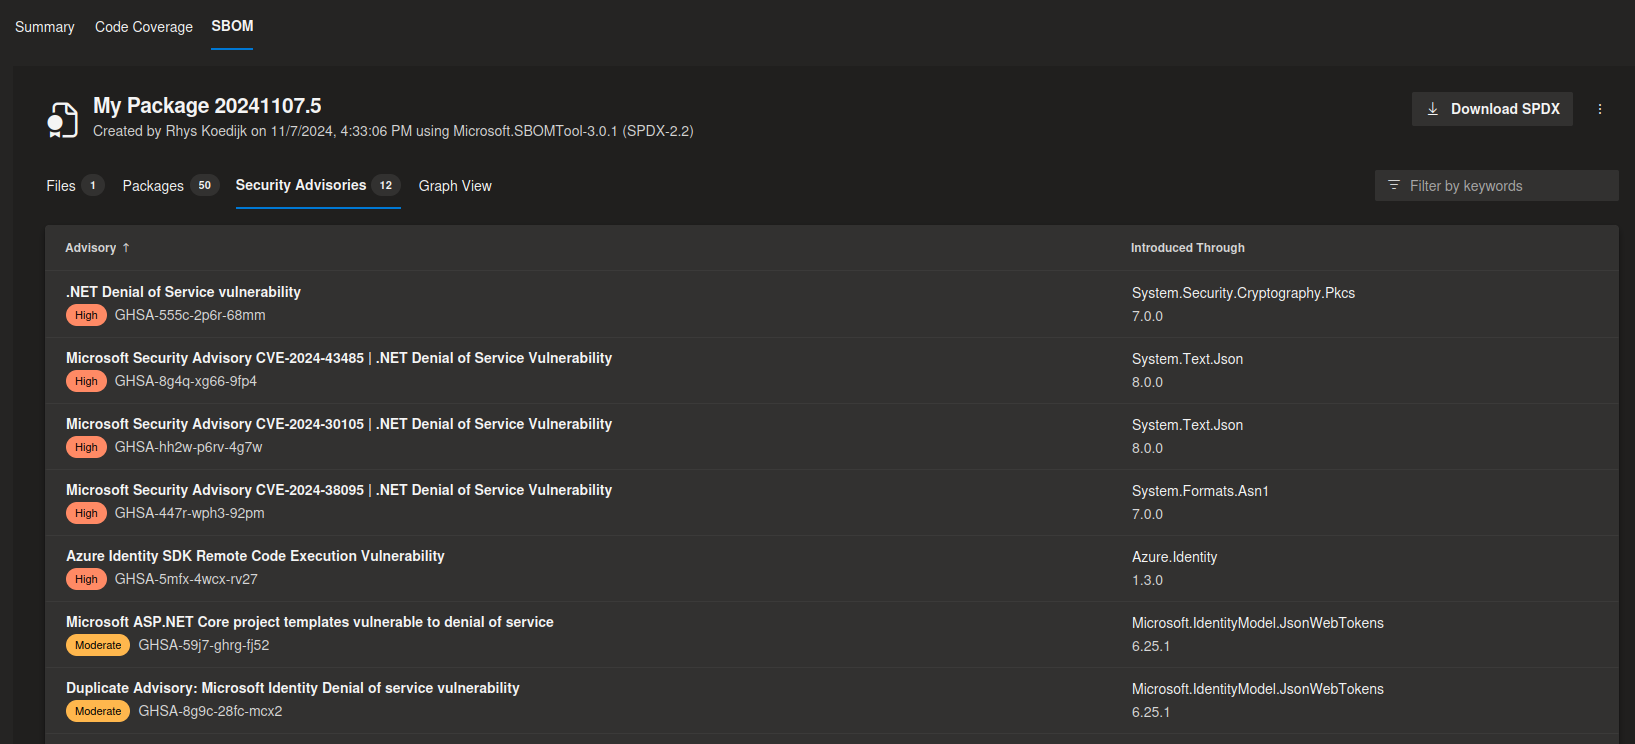 Summary Code Coverage SBOM
My Package 20241107.5
Download SPDX
Created by Rhys Koedijk on 11/7/2024, 4:33:06 PM using Microsoft.SBOMTool-3.0.1 (SPDX-2.2)
Files 1 Packages 50 Security Advisories 12 Graph View
Filter by keywords
Advisory ↑ Introduced Through
.NET Denial of Service vulnerability
High GHSA-555c-2p6r-68mm
System.Security.Cryptography.Pkcs
7.0.0
Microsoft Security Advisory CVE-2024-43485 | .NET Denial of Service Vulnerability
High GHSA-8g4q-xg66-9fp4
System.Text.Json
8.0.0
Microsoft Security Advisory CVE-2024-30105 | .NET Denial of Service Vulnerability
High GHSA-hh2w-p6rv-4g7w
System.Text.Json
8.0.0
Microsoft Security Advisory CVE-2024-38095 | .NET Denial of Service Vulnerability
High GHSA-447r-wph3-92pm
System.Formats.Asn1
7.0.0
Azure Identity SDK Remote Code Execution Vulnerability
High GHSA-5mfx-4wcx-rv27
Azure.Identity
1.3.0
Microsoft ASP.NET Core project templates vulnerable to denial of service
Moderate GHSA-59j7-ghrg-fj52
Microsoft.IdentityModel.JsonWebTokens
6.25.1
Duplicate Advisory: Microsoft Identity Denial of service vulnerability
Moderate GHSA-8g9c-28fc-mcx2
Microsoft.IdentityModel.JsonWebTokens
6.25.1